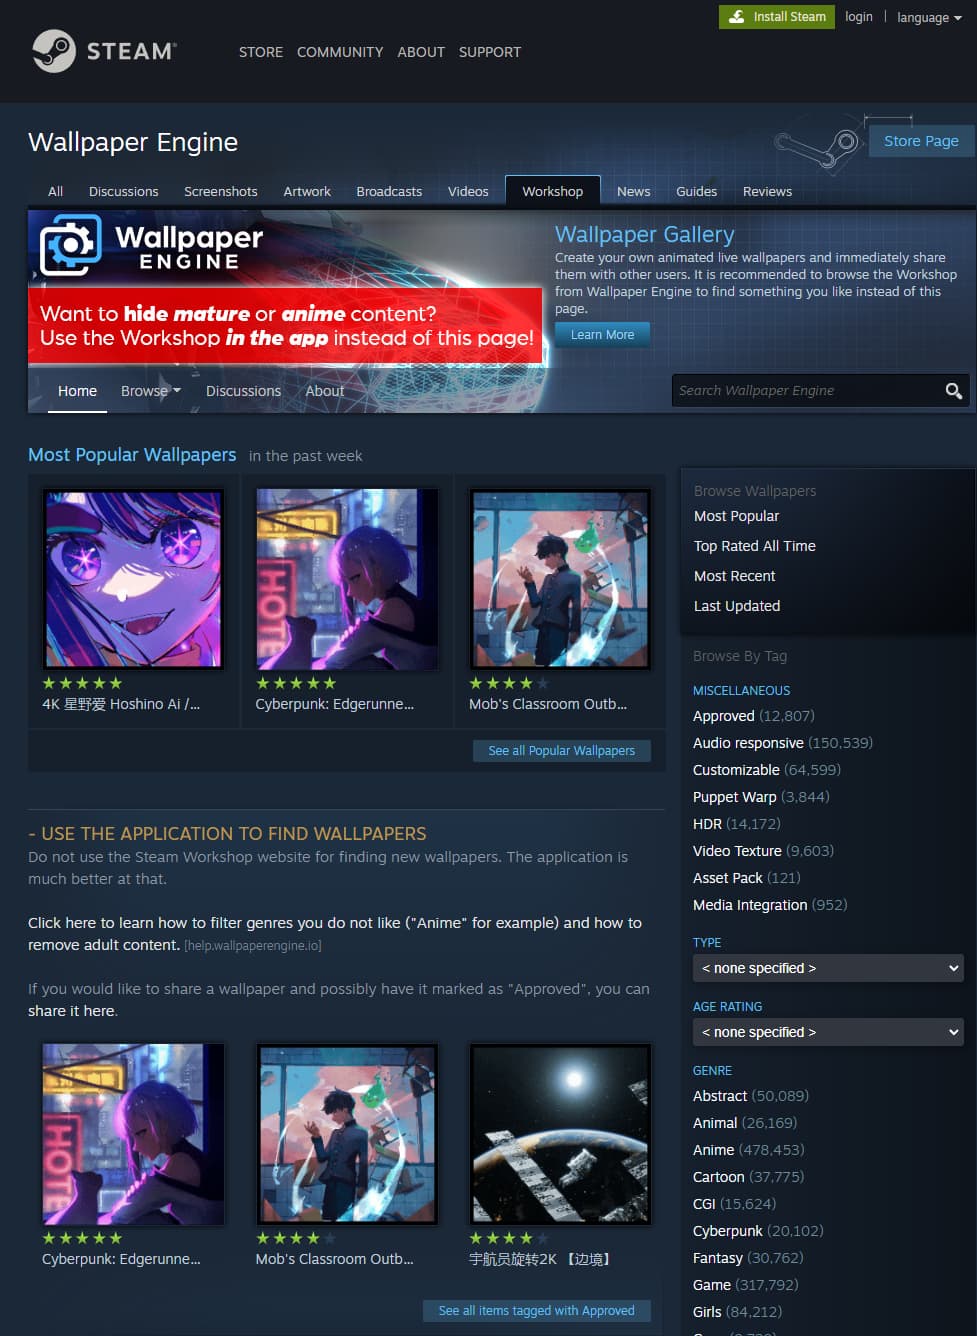 Install Steam
login
language
STEAM
STORE
COMMUNITY
ABOUT
SUPPORT
Wallpaper Engine
Store Page
All
Discussions
Screenshots
Artwork
Broadcasts
Videos
Workshop
News
Guides
Reviews
Wallpaper
ENGINE
Want to hide mature or anime content?
Use the Workshop in the app instead of this page!
Wallpaper Gallery
Create your own animated live wallpapers and immediately share
them with other users. It is recommended to browse the Workshop
from Wallpaper Engine to find something you like instead of this
page.
Learn More
Home
Browse
Discussions
About
Search Wallpaper Engine
Most Popular Wallpapers in the past week
HOTE
4K 星野爱 Hoshino Ai /...
Cyberpunk: Edgerunne...
Mob's Classroom Outb...
See all Popular Wallpapers
- USE THE APPLICATION TO FIND WALLPAPERS
Do not use the Steam Workshop website for finding new wallpapers. The application is
much better at that.
Click here to learn how to filter genres you do not like ("Anime" for example) and how to
remove adult content. [help.wallpaperengine.io]
If you would like to share a wallpaper and possibly have it marked as "Approved", you can
share it here.
HOTE
Cyberpunk: Edgerunne...
Mob's Classroom Outb...
宇航员旋转2K 【边境】
See all items tagged with Approved
Browse Wallpapers
Most Popular
Top Rated All Time
Most Recent
Last Updated
Browse By Tag
MISCELLANEOUS
Approved (12,807)
Audio responsive (150,539)
Customizable (64,599)
Puppet Warp (3,844)
HDR (14,172)
Video Texture (9,603)
Asset Pack (121)
Media Integration (952)
TYPE
< none specified >
AGE RATING
< none specified >
GENRE
Abstract (50,089)
Animal (26,169)
Anime (478,453)
Cartoon (37,775)
CGI (15,624)
Cyberpunk (20,102)
Fantasy (30,762)
Game (317,792)
Girls (84,212)